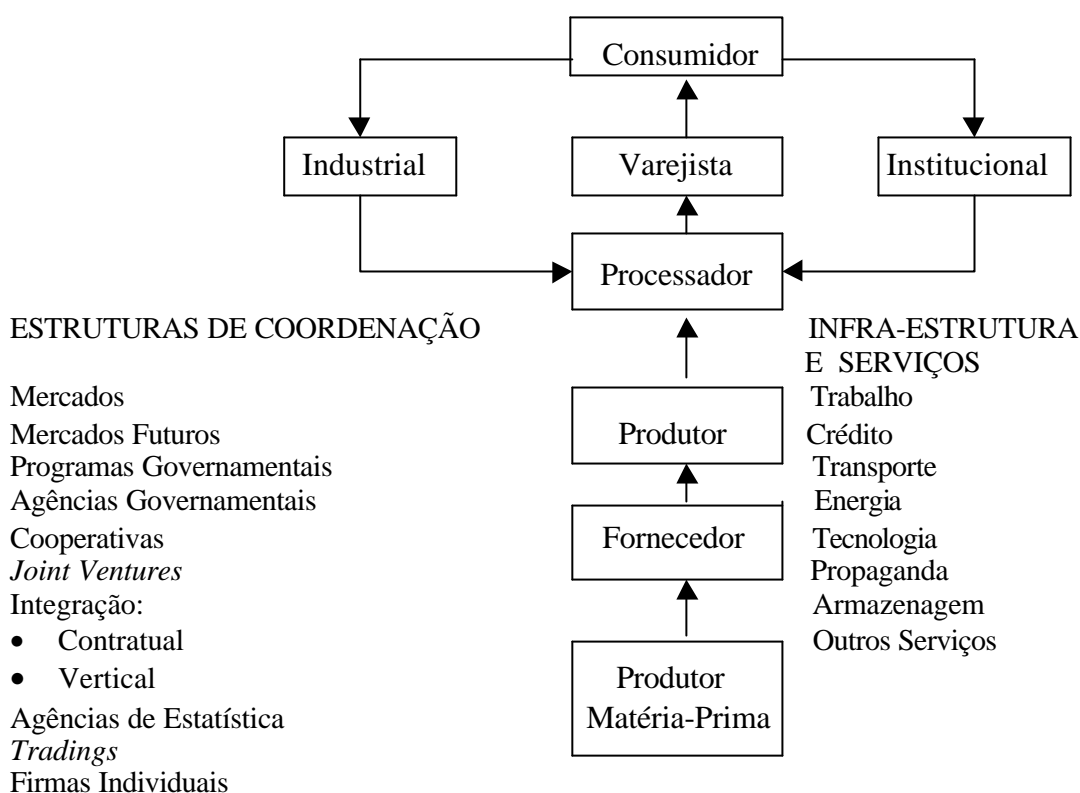 Consumidor
Industrial
Varejista
Institucional
Processador
ESTRUTURAS DE COORDENAÇÃO
Mercados
Mercados Futuros
Programas Governamentais
Agências Governamentais
Cooperativas
Joint Ventures
Integração:
• Contratual
• Vertical
Agências de Estatística
Tradings
Firmas Individuais
Produtor
Fornecedor
Produtor
Matéria-Prima
INFRA-ESTRUTURA
E SERVIÇOS
Trabalho
Crédito
Transporte
Energia
Tecnologia
Propaganda
Armazenagem
Outros Serviços